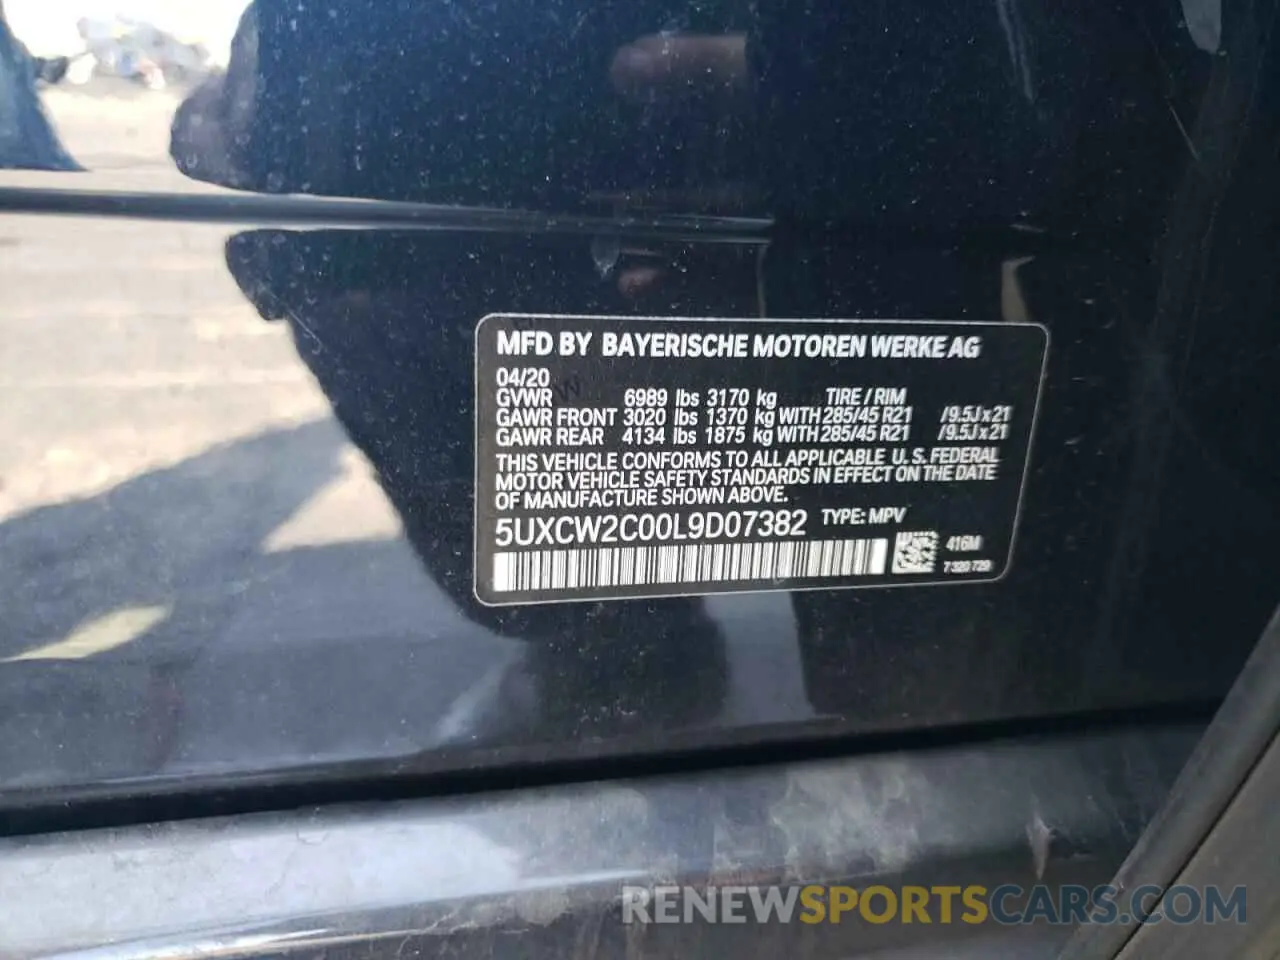 MFD BY BAYERISCHE MOTOREN WERKE AG
04/20
GVWR 6989 lbs 3170 kg TIRE / RIM
GAWR FRONT 3020 lbs 1370 kg WITH 285/45 R21 /9.5J x 21
GAWR REAR 4134 lbs 1875 kg WITH 285/45 R21 /9.5J x 21
THIS VEHICLE CONFORMS TO ALL APPLICABLE U. S. FEDERAL
MOTOR VEHICLE SAFETY STANDARDS IN EFFECT ON THE DATE
OF MANUFACTURE SHOWN ABOVE.
5UXCW2C00L9D07382 TYPE: MPV
416M
7 320 729
RENEWSPORTSCARS.COM